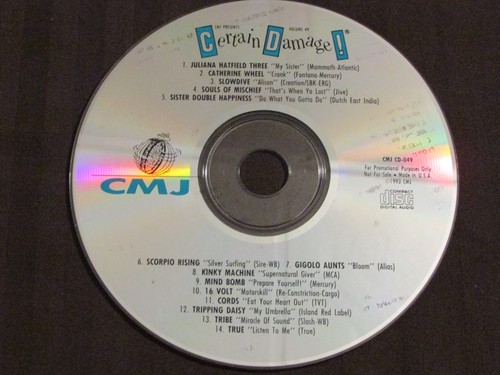 CMJ PRESENTS VOLUME 49
Certain Damage!
1. JULIANA HATFIELD THREE "My Sister" (Mammoth-Atlantic)
2. CATHERINE WHEEL "Crank" (Fontana-Mercury)
3. SLOWDIVE "Alison" (Creation/SBK-ERG)
4. SOULS OF MISCHIEF "That's When Ya Lost" (Jive)
5. SISTER DOUBLE HAPPINESS "Do What You Gotta Do" (Dutch East India)
CMJ
CMJ CD-049
For Promotional Purposes Only
Not For Sale • Made in U.S.A.
©1993 CMJ
COMPACT
disc
DIGITAL AUDIO
6. SCORPIO RISING "Silver Surfing" (Sire-WB) 7. GIGOLO AUNTS "Bloom" (Alias)
8. KINKY MACHINE "Supernatural Giver" (MCA)
9. MIND BOMB "Prepare Yourself!" (Mercury)
10. 16 VOLT "Motorskill" (Re-Constriction-Cargo)
11. CORDS "Eat Your Heart Out" (TVT)
12. TRIPPING DAISY "My Umbrella" (Island Red Label)
13. TRIBE "Miracle Of Sound" (Slash-WB)
14. TRUE "Listen To Me" (True)